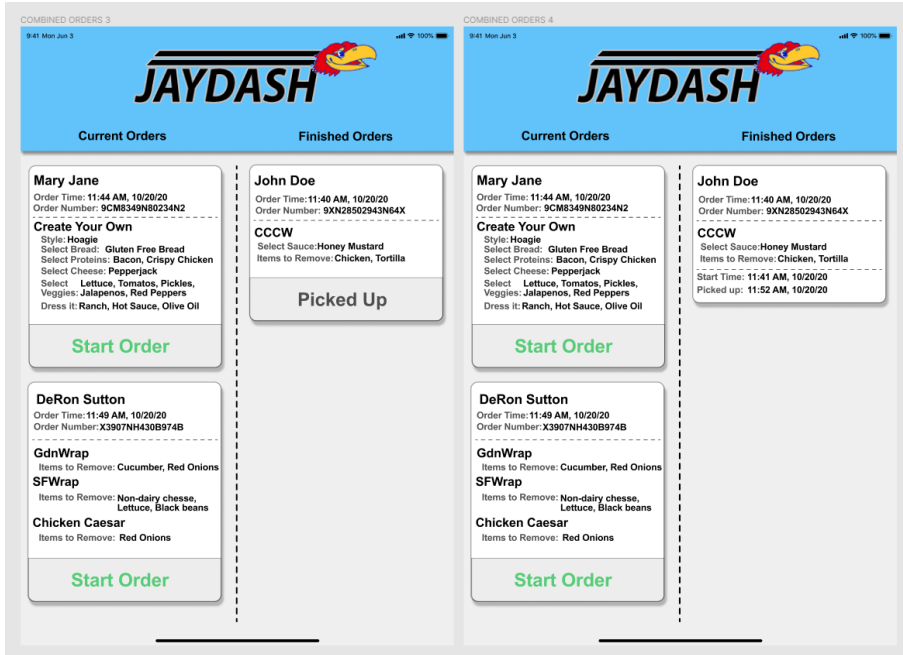 COMBINED ORDERS 3
9:41 Mon Jun 3
100%
JAYDASH
Current Orders
Finished Orders
Mary Jane
Order Time: 11:44 AM, 10/20/20
Order Number: 9CM8349N80234N2
Create Your Own
Style: Hoagie
Select Bread: Gluten Free Bread
Select Proteins: Bacon, Crispy Chicken
Select Cheese: Pepperjack
Select Lettuce, Tomatos, Pickles,
Veggies: Jalapenos, Red Peppers
Dress it: Ranch, Hot Sauce, Olive Oil
Start Order
DeRon Sutton
Order Time: 11:49 AM, 10/20/20
Order Number: X3907NH430B974B
GdnWrap
Items to Remove: Cucumber, Red Onions
SFWrap
Items to Remove: Non-dairy chesse,
Lettuce, Black beans
Chicken Caesar
Items to Remove: Red Onions
Start Order
John Doe
Order Time: 11:40 AM, 10/20/20
Order Number: 9XN28502943N64X
CCCW
Select Sauce: Honey Mustard
Items to Remove: Chicken, Tortilla
Picked Up
COMBINED ORDERS 4
9:41 Mon Jun 3
100%
JAYDASH
Current Orders
Finished Orders
Mary Jane
Order Time: 11:44 AM, 10/20/20
Order Number: 9CM8349N80234N2
Create Your Own
Style: Hoagie
Select Bread: Gluten Free Bread
Select Proteins: Bacon, Crispy Chicken
Select Cheese: Pepperjack
Select Lettuce, Tomatos, Pickles,
Veggies: Jalapenos, Red Peppers
Dress it: Ranch, Hot Sauce, Olive Oil
Start Order
DeRon Sutton
Order Time: 11:49 AM, 10/20/20
Order Number: X3907NH430B974B
GdnWrap
Items to Remove: Cucumber, Red Onions
SFWrap
Items to Remove: Non-dairy chesse,
Lettuce, Black beans
Chicken Caesar
Items to Remove: Red Onions
Start Order
John Doe
Order Time: 11:40 AM, 10/20/20
Order Number: 9XN28502943N64X
CCCW
Select Sauce: Honey Mustard
Items to Remove: Chicken, Tortilla
Start Time: 11:41 AM, 10/20/20
Picked up: 11:52 AM, 10/20/20